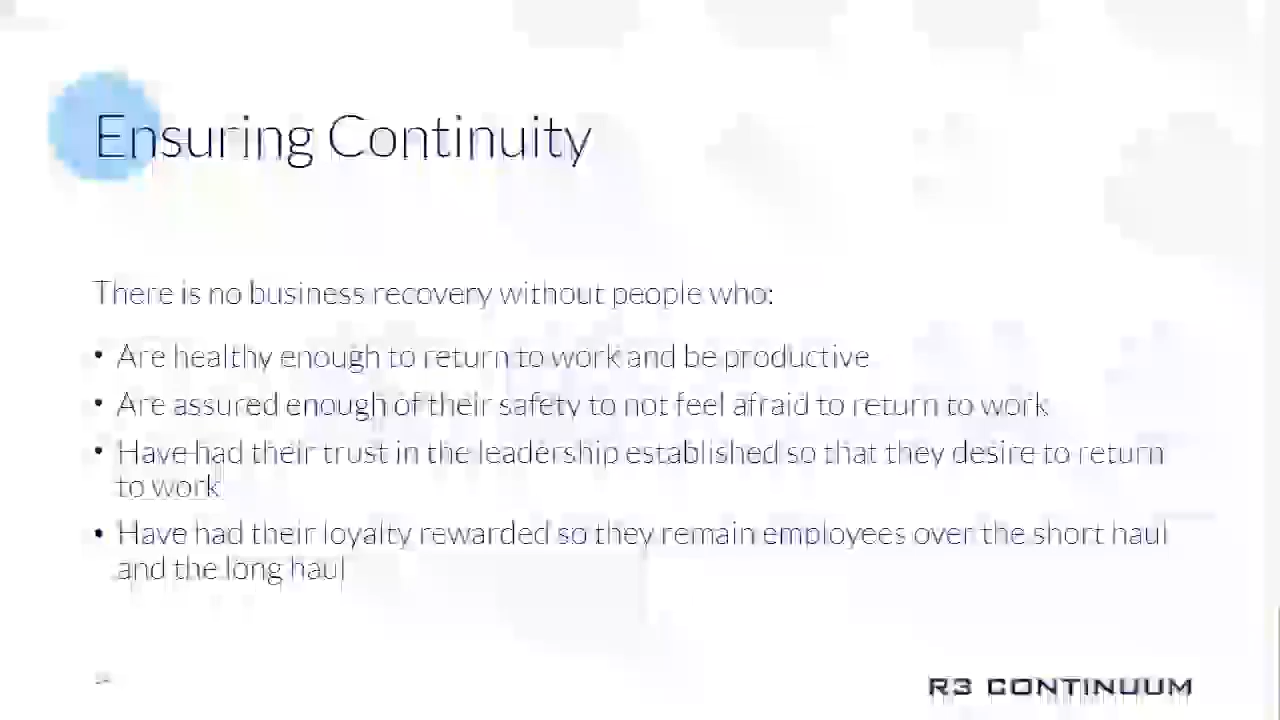 Ensuring Continuity
There is no business recovery without people who:
• Are healthy enough to return to work and be productive
• Are assured enough of their safety to not feel afraid to return to work
• Have had their trust in the leadership established so that they desire to return
to work
• Have had their loyalty rewarded so they remain employees over the short haul
and the long haul
R3 CONTINUUM